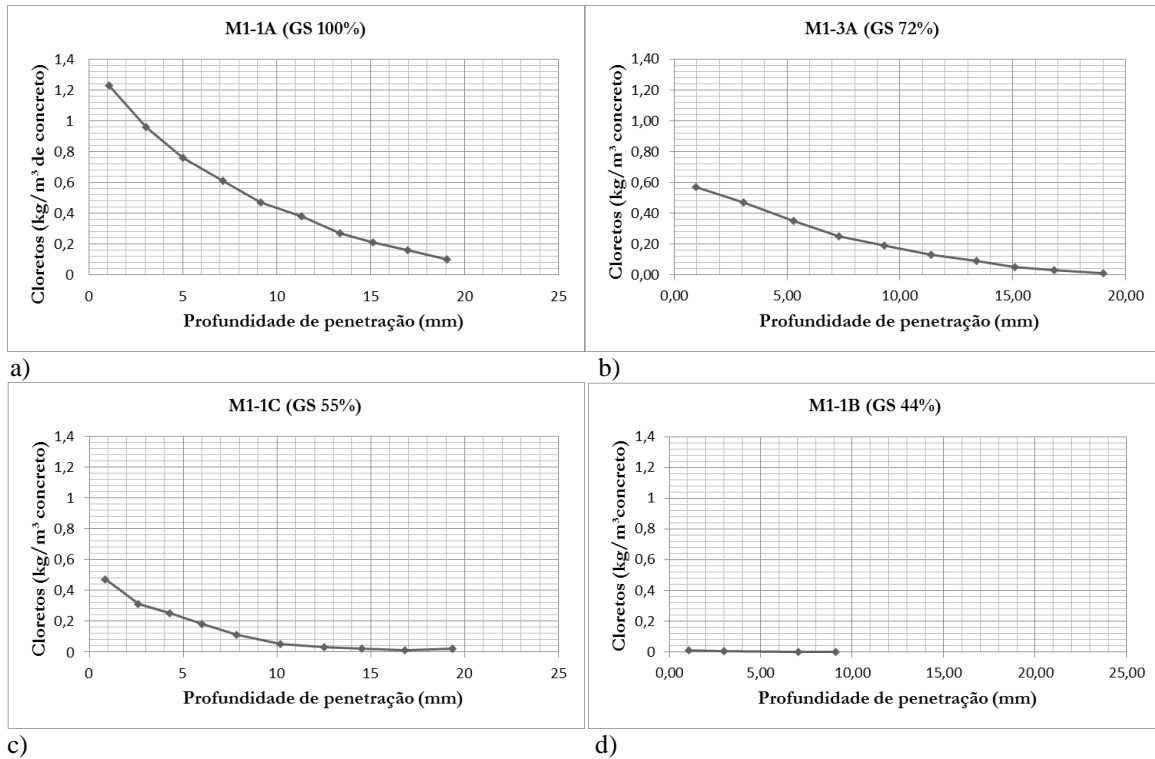 M1-1A (GS 100%)
Cloretos (kg/m³ de concreto)
1,4
1,2
1
0,8
0,6
0,4
0,2
0
0 5 10 15 20 25
Profundidade de penetração (mm)
a)
M1-3A (GS 72%)
Cloretos (kg/m³ concreto)
1,40
1,20
1,00
0,80
0,60
0,40
0,20
0,00
0,00 5,00 10,00 15,00 20,00
Profundidade de penetração (mm)
b)
M1-1C (GS 55%)
Cloretos (kg/m³ concreto)
1,4
1,2
1
0,8
0,6
0,4
0,2
0
0 5 10 15 20 25
Profundidade de penetração (mm)
c)
M1-1B (GS 44%)
Cloretos (kg/m³concreto)
1,4
1,2
1
0,8
0,6
0,4
0,2
0
0,00 5,00 10,00 15,00 20,00 25,00
Profundidade de penetração (mm)
d)